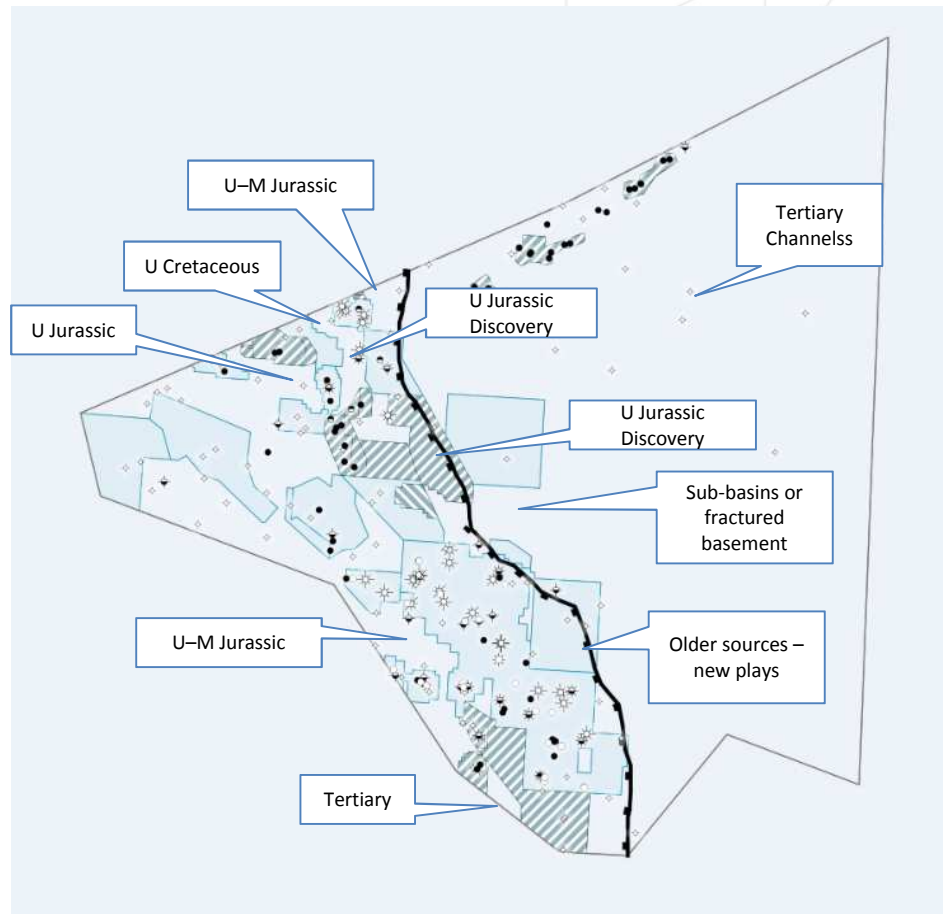 U–M Jurassic
Tertiary
Channelss
U Cretaceous
U Jurassic
Discovery
U Jurassic
U Jurassic
Discovery
Sub-basins or
fractured
basement
U–M Jurassic
Older sources –
new plays
Tertiary